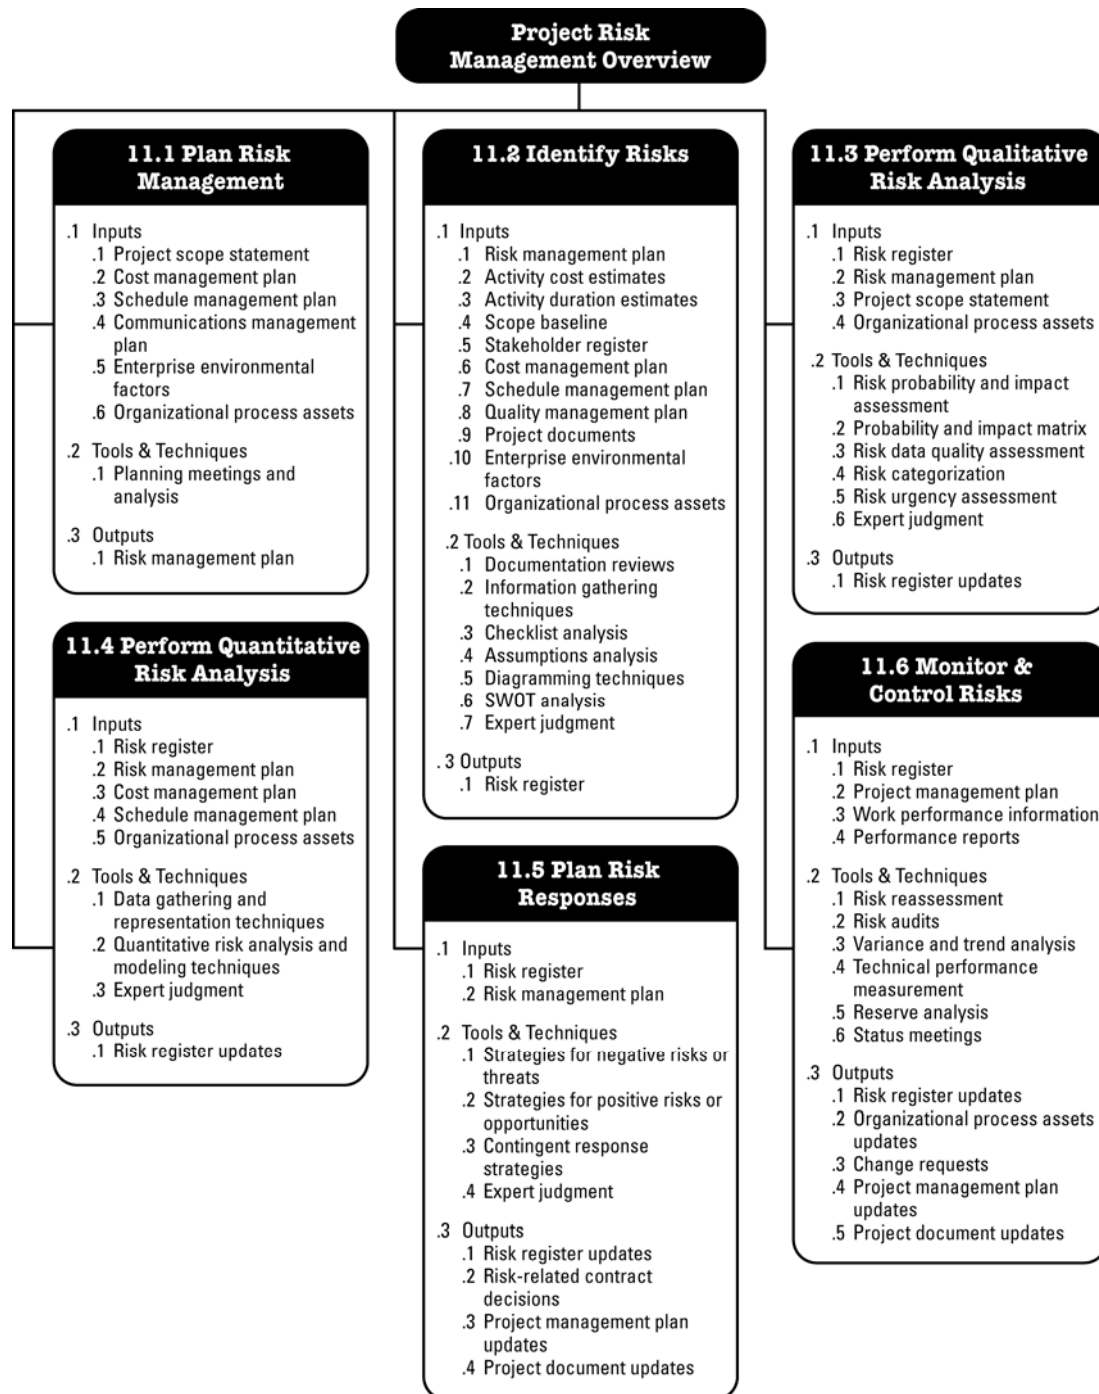 Project Risk
Management Overview
11.1 Plan Risk
Management
.1 Inputs
.1 Project scope statement
.2 Cost management plan
.3 Schedule management plan
.4 Communications management
plan
.5 Enterprise environmental
factors
.6 Organizational process assets
.2 Tools & Techniques
.1 Planning meetings and
analysis
.3 Outputs
.1 Risk management plan
11.2 Identify Risks
.1 Inputs
.1 Risk management plan
.2 Activity cost estimates
.3 Activity duration estimates
.4 Scope baseline
.5 Stakeholder register
.6 Cost management plan
.7 Schedule management plan
.8 Quality management plan
.9 Project documents
.10 Enterprise environmental
factors
.11 Organizational process assets
.2 Tools & Techniques
.1 Documentation reviews
.2 Information gathering
techniques
.3 Checklist analysis
.4 Assumptions analysis
.5 Diagramming techniques
.6 SWOT analysis
.7 Expert judgment
. 3 Outputs
.1 Risk register
11.3 Perform Qualitative
Risk Analysis
.1 Inputs
.1 Risk register
.2 Risk management plan
.3 Project scope statement
.4 Organizational process assets
.2 Tools & Techniques
.1 Risk probability and impact
assessment
.2 Probability and impact matrix
.3 Risk data quality assessment
.4 Risk categorization
.5 Risk urgency assessment
.6 Expert judgment
.3 Outputs
.1 Risk register updates
11.4 Perform Quantitative
Risk Analysis
.1 Inputs
.1 Risk register
.2 Risk management plan
.3 Cost management plan
.4 Schedule management plan
.5 Organizational process assets
.2 Tools & Techniques
.1 Data gathering and
representation techniques
.2 Quantitative risk analysis and
modeling techniques
.3 Expert judgment
.3 Outputs
.1 Risk register updates
11.5 Plan Risk
Responses
.1 Inputs
.1 Risk register
.2 Risk management plan
.2 Tools & Techniques
.1 Strategies for negative risks or
threats
.2 Strategies for positive risks or
opportunities
.3 Contingent response
strategies
.4 Expert judgment
.3 Outputs
.1 Risk register updates
.2 Risk-related contract
decisions
.3 Project management plan
updates
.4 Project document updates
11.6 Monitor &
Control Risks
.1 Inputs
.1 Risk register
.2 Project management plan
.3 Work performance information
.4 Performance reports
.2 Tools & Techniques
.1 Risk reassessment
.2 Risk audits
.3 Variance and trend analysis
.4 Technical performance
measurement
.5 Reserve analysis
.6 Status meetings
.3 Outputs
.1 Risk register updates
.2 Organizational process assets
updates
.3 Change requests
.4 Project management plan
updates
.5 Project document updates